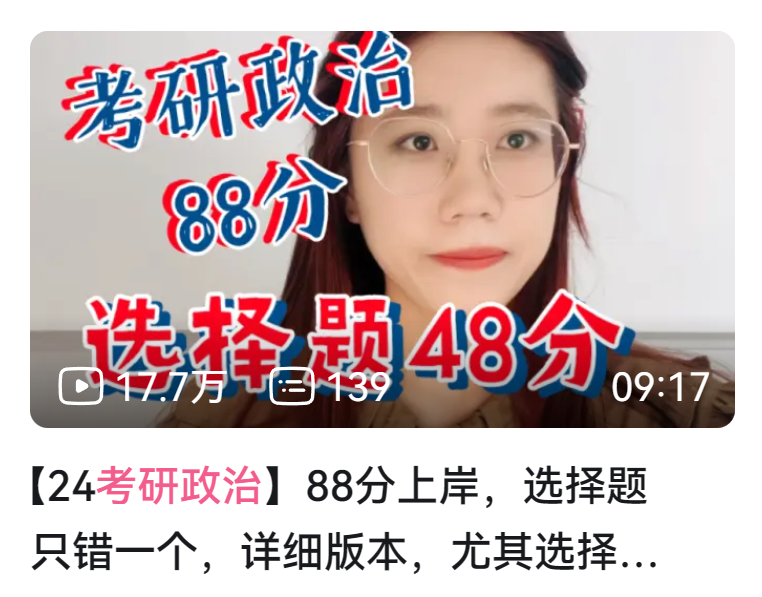 考研政治
88分
选择题48分
17.7万 139 09:17
【24考研政治】88分上岸，选择题
只错一个，详细版本，尤其选择...